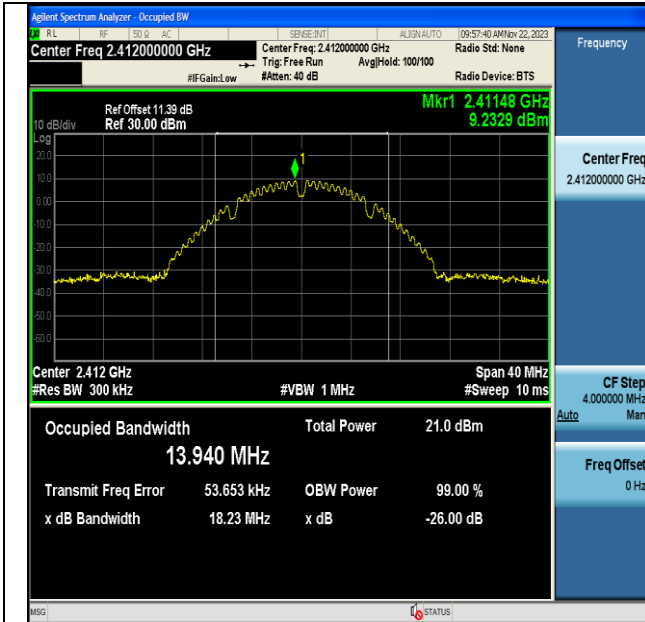 Agilent Spectrum Analyzer - Occupied BW
RL RF 50 Ω AC SENSE:INT ALIGN AUTO 09:57:40 AM Nov 22, 2023
Center Freq 2.412000000 GHz
Center Freq: 2.412000000 GHz
Radio Std: None
Trig: Free Run Avg|Hold: 100/100
#IFGain:Low #Atten: 40 dB Radio Device: BTS
Frequency
Mkr1 2.41148 GHz
9.2329 dBm
Ref Offset 11.39 dB
10 dB/div Ref 30.00 dBm
Log
20.0
10.0
0.00
-10.0
-20.0
-30.0
-40.0
-50.0
-60.0
1
Center 2.412 GHz Span 40 MHz
#Res BW 300 kHz #VBW 1 MHz #Sweep 10 ms
Occupied Bandwidth Total Power 21.0 dBm
13.940 MHz
Transmit Freq Error 53.653 kHz OBW Power 99.00 %
x dB Bandwidth 18.23 MHz x dB -26.00 dB
Center Freq
2.412000000 GHz
CF Step
4.000000 MHz
Auto Man
Freq Offset
0 Hz
MSG STATUS